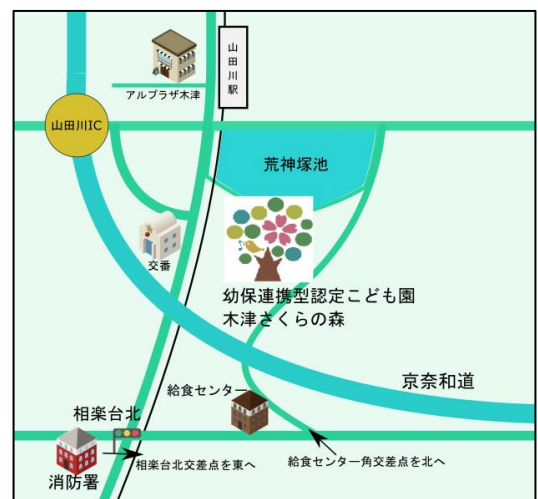 山田川駅
アルプラザ木津
山田川IC
荒神塚池
交番
幼保連携型認定こども園
木津さくらの森
京奈和道
給食センター
相楽台北
相楽台北交差点を東へ
給食センター角交差点を北へ
消防署